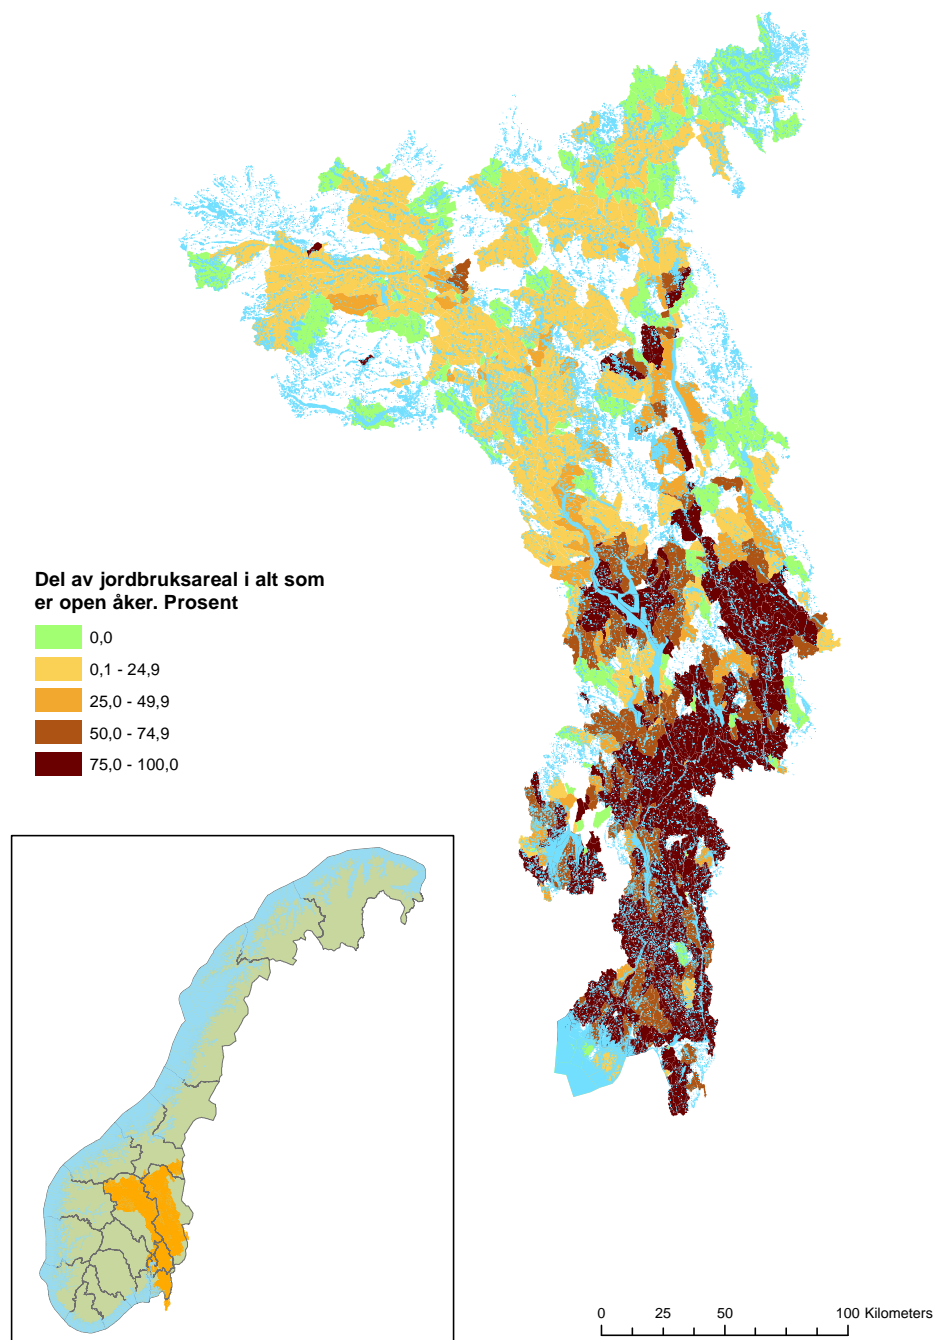 Del av jordbruksareal i alt som
er open åker. Prosent
0,0
0,1 - 24,9
25,0 - 49,9
50,0 - 74,9
75,0 - 100,0
0 25 50 100 Kilometers